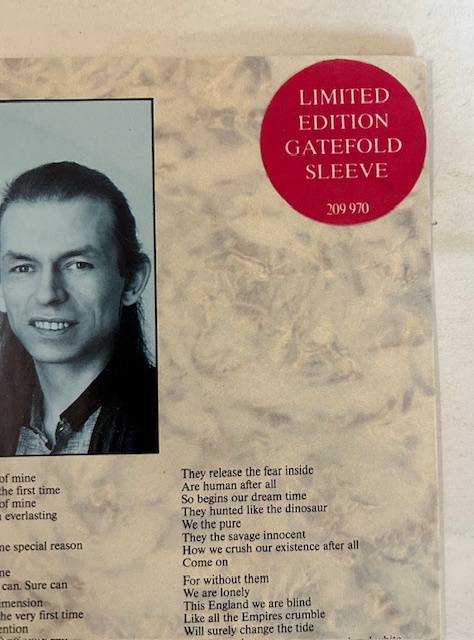 LIMITED
EDITION
GATEFOLD
SLEEVE
209 970
of mine
the first time
of mine
everlasting
special reason
can. Sure can
the very first time
They release the fear inside
Are human after all
So begins our dream time
They hunted like the dinosaur
We the pure
They the savage innocent
How we crush our existence after all
Come on
For without them
We are lonely
This England we are blind
Like all the Empires crumble
Will surely change the tide